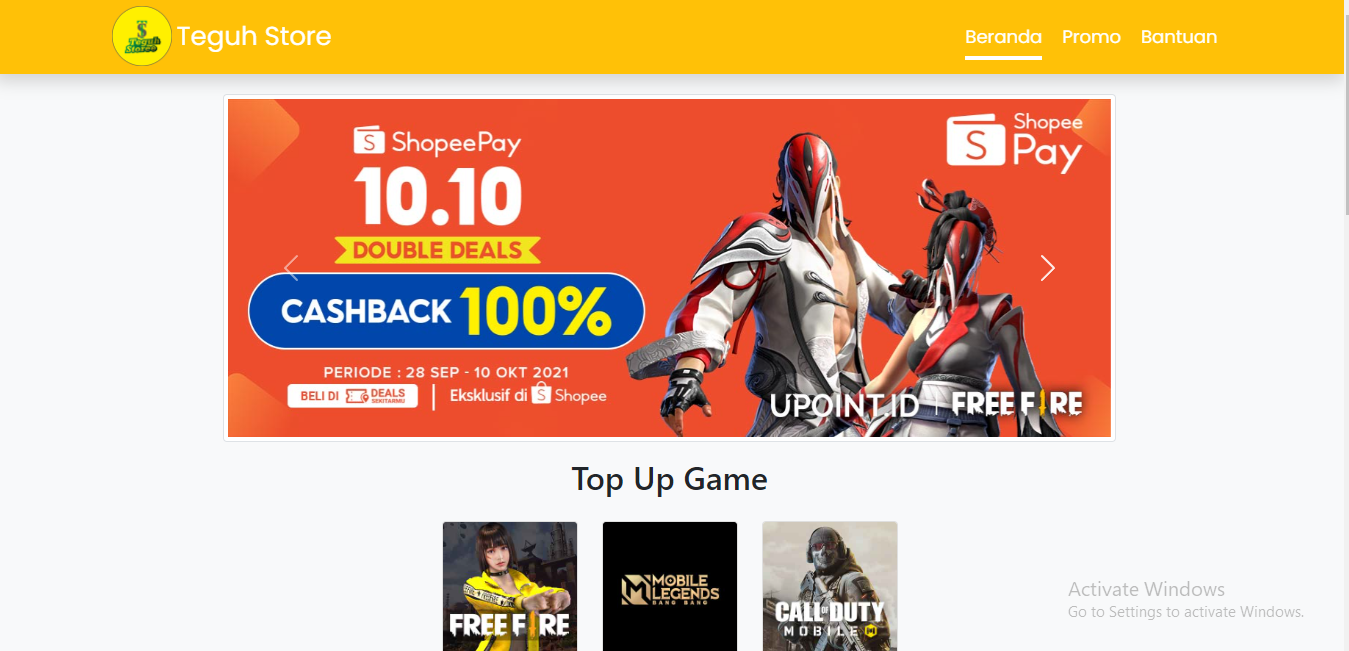 Teguh Store
Teguh Store
Beranda Promo Bantuan
ShopeePay
10.10
DOUBLE DEALS
CASHBACK 100%
PERIODE : 28 SEP - 10 OKT 2021
BELI DI DEALS SEKITARMU | Eksklusif di Shopee
Shopee
Pay
UPOINT.ID | FREE FIRE
Top Up Game
FREE FIRE
MOBILE
LEGENDS
BANG BANG
CALL OF DUTY
MOBILE
Activate Windows
Go to Settings to activate Windows.